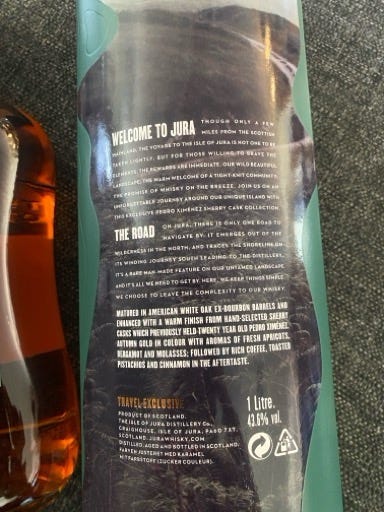 WELCOME TO JURA THOUGH ONLY A FEW
MILES FROM THE SCOTTISH
MAINLAND, THE VOYAGE TO THE ISLE OF JURA IS NOT ONE TO BE
TAKEN LIGHTLY. BUT FOR THOSE WILLING TO BRAVE THE
ELEMENTS, THE REWARDS ARE IMMEDIATE. OUR WILD BEAUTIFUL
LANDSCAPE, THE WARM WELCOME OF A TIGHT-KNIT COMMUNITY,
THE PROMISE OF WHISKY ON THE BREEZE. JOIN US ON AN
UNFORGETTABLE JOURNEY AROUND OUR UNIQUE ISLAND WITH
THIS EXCLUSIVE PEDRO XIMÉNEZ SHERRY CASK COLLECTION.
THE ROAD ON JURA, THERE IS ONLY ONE ROAD TO
NAVIGATE BY. IT EMERGES OUT OF THE
WILDERNESS IN THE NORTH, AND TRACES THE SHORELINE ON
ITS WINDING JOURNEY SOUTH LEADING TO THE DISTILLERY.
IT'S A RARE MAN-MADE FEATURE ON OUR UNTAMED LANDSCAPE,
AND IT'S ALL WE NEED TO GET BY HERE. WE KEEP THINGS SIMPLE.
WE CHOOSE TO LEAVE THE COMPLEXITY TO OUR WHISKY.
MATURED IN AMERICAN WHITE OAK EX-BOURBON BARRELS AND
ENHANCED WITH A WARM FINISH FROM HAND-SELECTED SHERRY
CASKS WHICH PREVIOUSLY HELD TWENTY YEAR OLD PEDRO XIMÉNEZ.
AUTUMN GOLD IN COLOUR WITH AROMAS OF FRESH APRICOTS,
BERGAMOT AND MOLASSES; FOLLOWED BY RICH COFFEE, TOASTED
PISTACHIOS AND CINNAMON IN THE AFTERTASTE.
TRAVEL EXCLUSIVE
PRODUCT OF SCOTLAND.
THE ISLE OF JURA DISTILLERY Co.,
CRAIGHOUSE, ISLE OF JURA, PA60 7XT,
SCOTLAND. JURAWHISKY.COM
DISTILLED, AGED AND BOTTLED IN SCOTLAND.
FARVEN JUSTERET MED KARAMEL
MIT FARBSTOFF (ZUCKER COULEUR).
1 Litre.
43.6% vol.